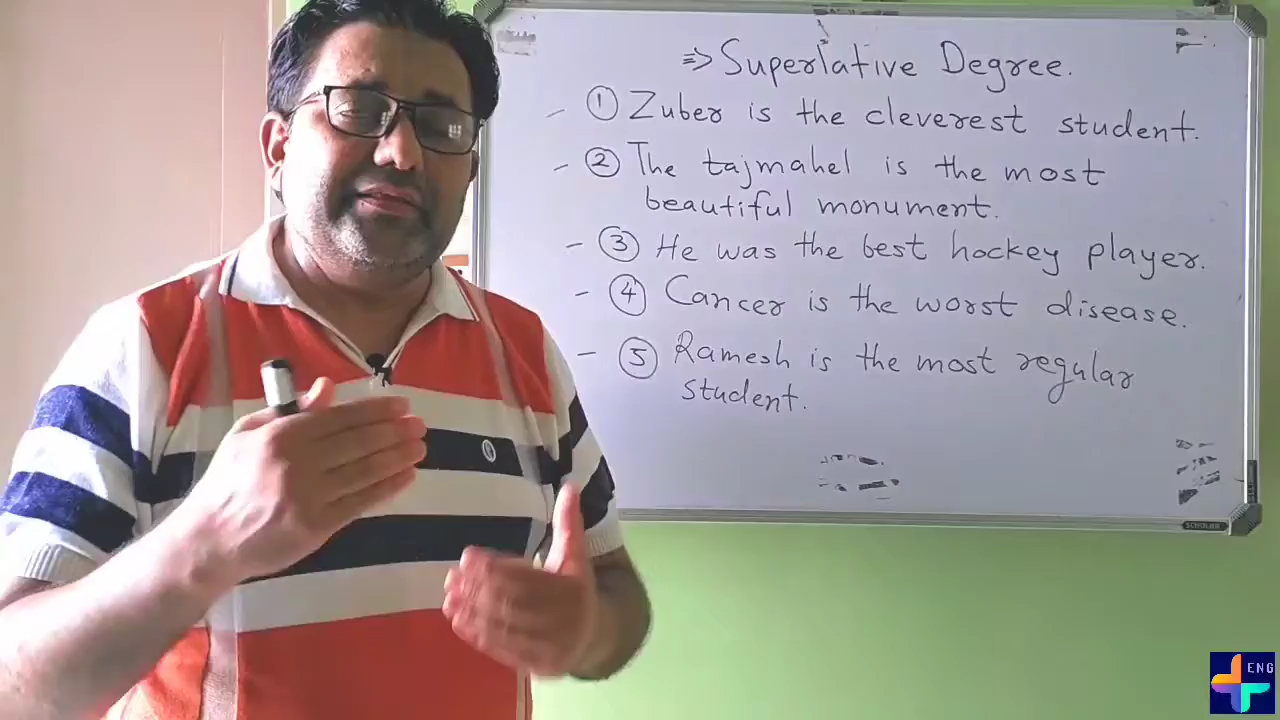 ⇒ Superlative Degree.
- ① Zuber is the cleverest student.
- ② The tajmahel is the most
beautiful monument.
- ③ He was the best hockey player.
- ④ Cancer is the worst disease.
- ⑤ Ramesh is the most regular
student.
SCHOLAR
ENG